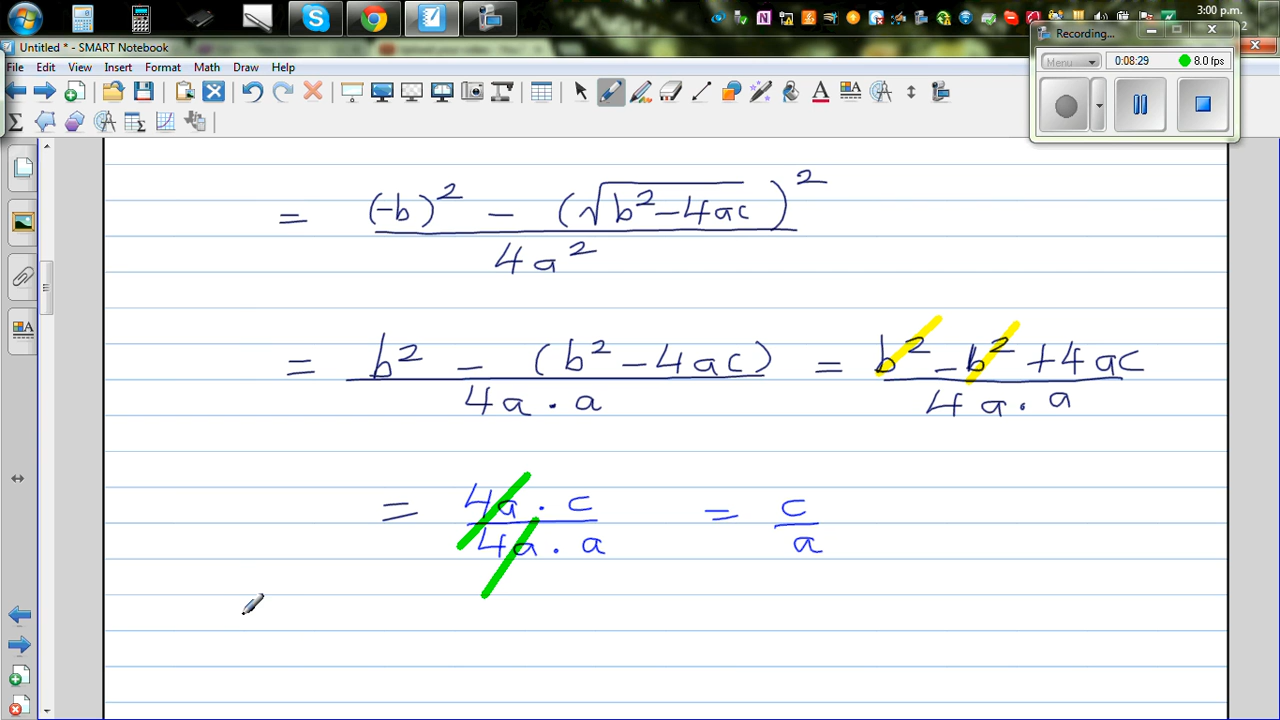 3:00 p.m.
Untitled * - SMART Notebook
Recording...
File Edit View Insert Format Math Draw Help
Menu 0:08:29 8.0 fps
= (-b)² - (√b²-4ac)²
4a²
= b² - (b²-4ac) = b² - b² + 4ac
4a . a 4a . a
= 4a . c = c
4a . a a